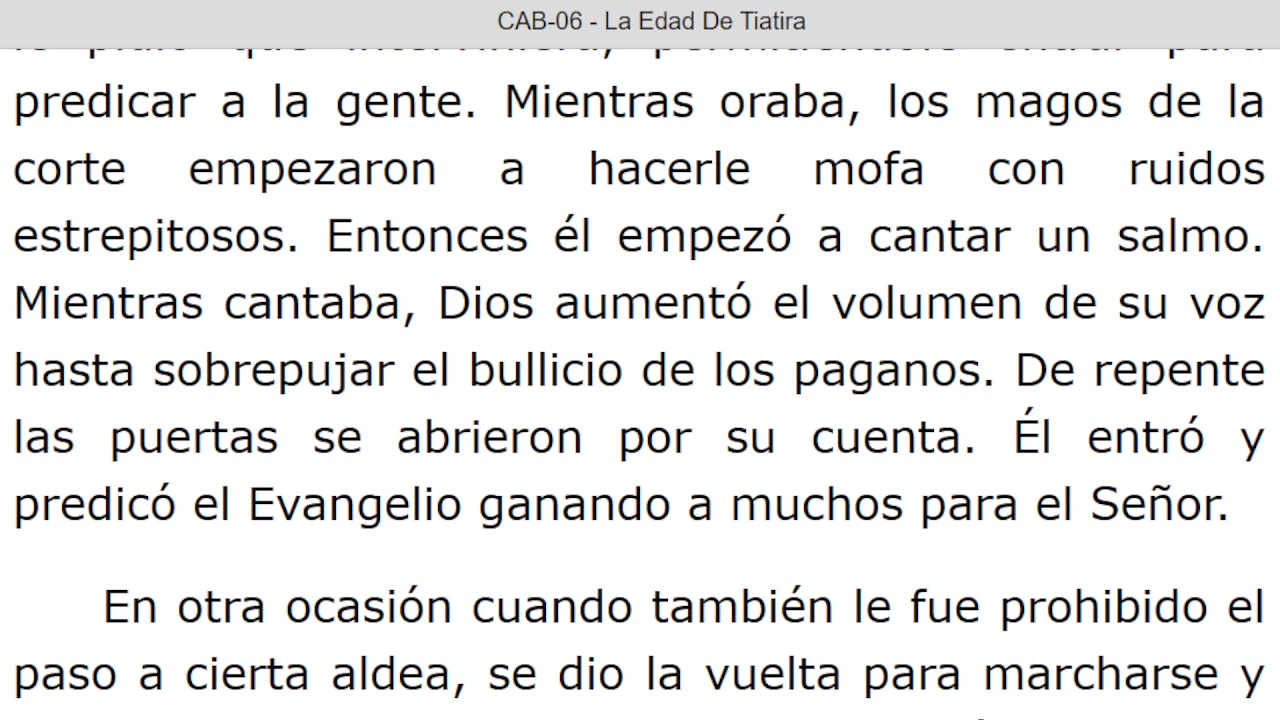 CAB-06 - La Edad De Tiatira
predicar a la gente. Mientras oraba, los magos de la
corte empezaron a hacerle mofa con ruidos
estrepitosos. Entonces él empezó a cantar un salmo.
Mientras cantaba, Dios aumentó el volumen de su voz
hasta sobrepujar el bullicio de los paganos. De repente
las puertas se abrieron por su cuenta. Él entró y
predicó el Evangelio ganando a muchos para el Señor.
En otra ocasión cuando también le fue prohibido el
paso a cierta aldea, se dio la vuelta para marcharse y